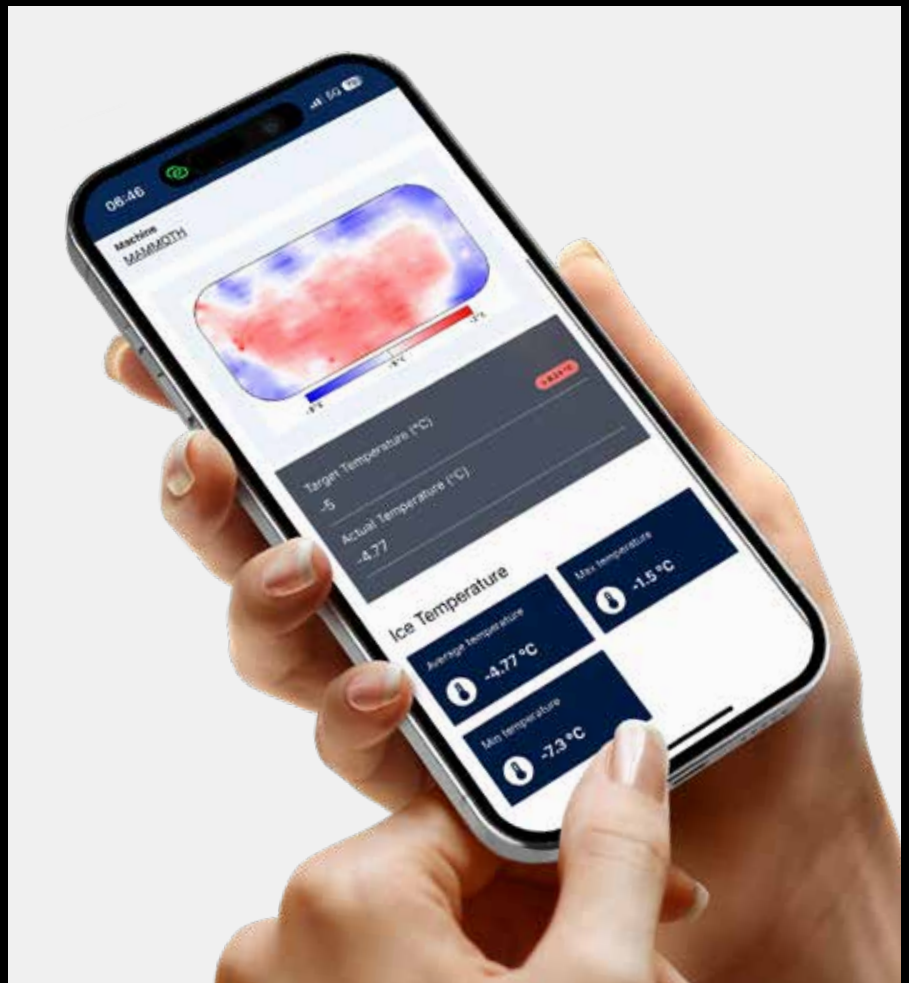 06:46
5G
Machine
MAMMOTH
Target Temperature (°C)
-5
Actual Temperature (°C)
-4.77
Ice Temperature
Average temperature
-4.77 °C
Max temperature
-1.5 °C
Min temperature
-7.3 °C